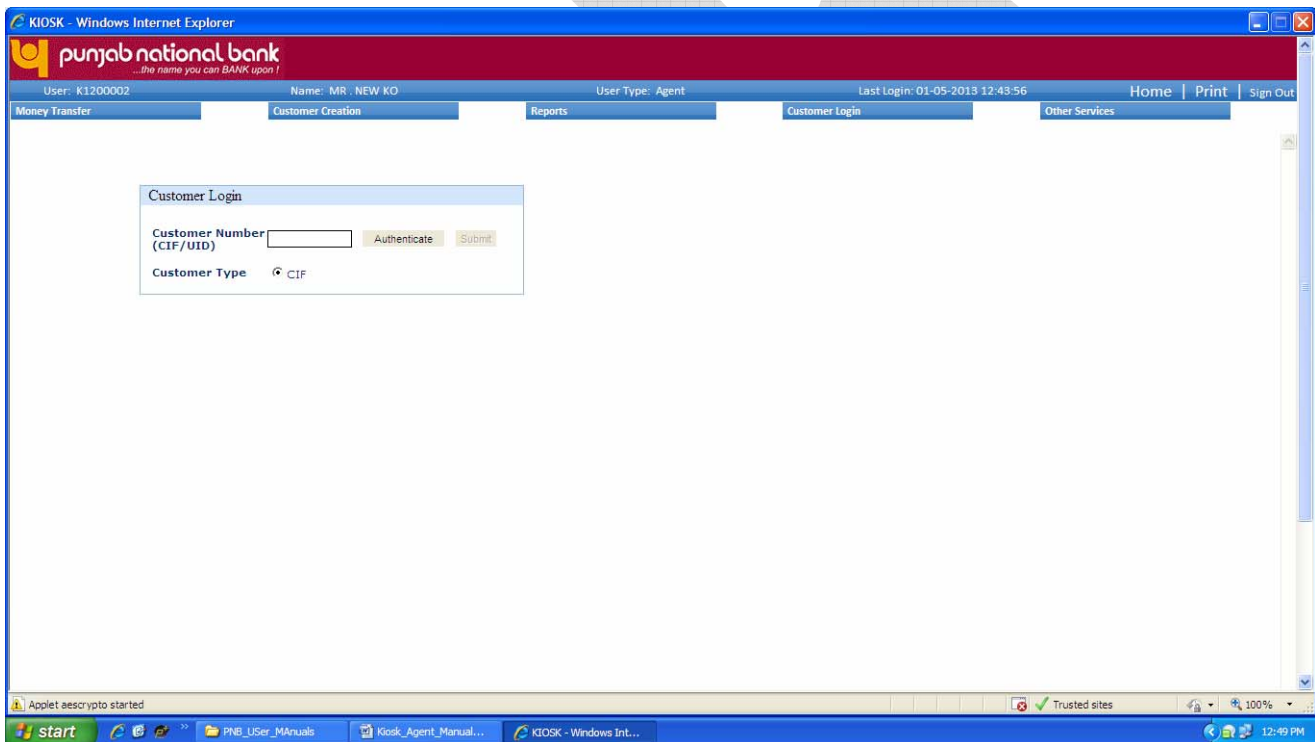 KIOSK - Windows Internet Explorer
punjab national bank
...the name you can BANK upon !
User: K1200002 Name: MR . NEW KO User Type: Agent Last Login: 01-05-2013 12:43:56 Home | Print | Sign Out
Money Transfer Customer Creation Reports Customer Login Other Services
Customer Login
Customer Number
(CIF/UID) Authenticate Submit
Customer Type CIF
Applet aescrypto started Trusted sites 100%
start PNB_USer_MAnuals Kiosk_Agent_Manual... KIOSK - Windows Int... 12:49 PM